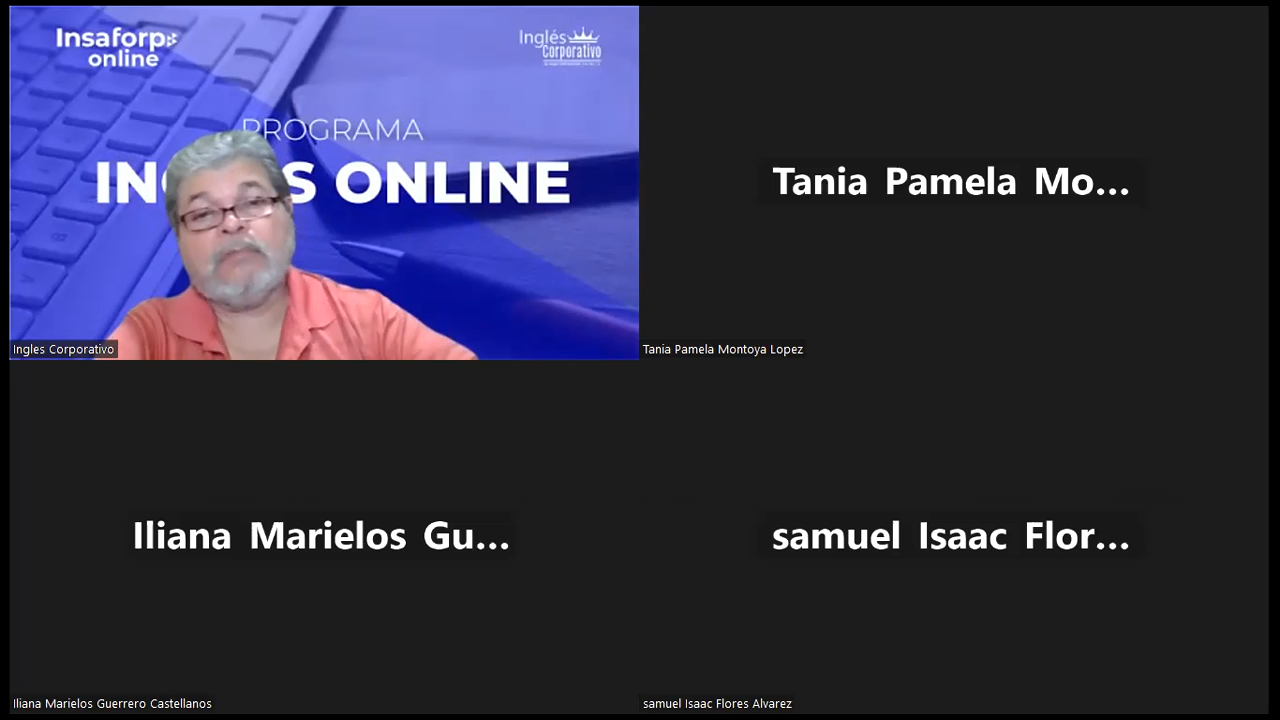 Insaforp
online
Inglés
Corporativo
PROGRAMA
IN S ONLINE
Ingles Corporativo
Tania Pamela Mo...
Tania Pamela Montoya Lopez
Iliana Marielos Gu...
Iliana Marielos Guerrero Castellanos
samuel Isaac Flor...
samuel Isaac Flores Alvarez